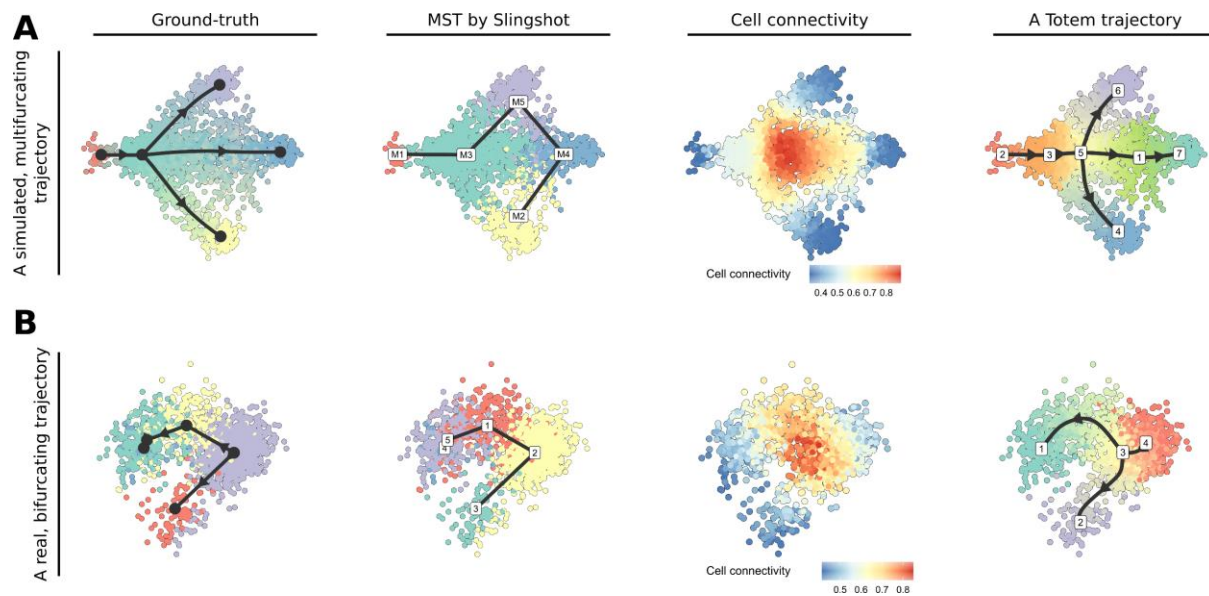 A
Ground-truth
MST by Slingshot
Cell connectivity
A Totem trajectory
A simulated, multifurcating
trajectory
M1
M3
M5
M4
M2
Cell connectivity
0.4 0.5 0.6 0.7 0.8
2
3
5
6
1
7
4
B
A real, bifurcating trajectory
5
4
1
2
3
Cell connectivity
0.5 0.6 0.7 0.8
1
3
4
2